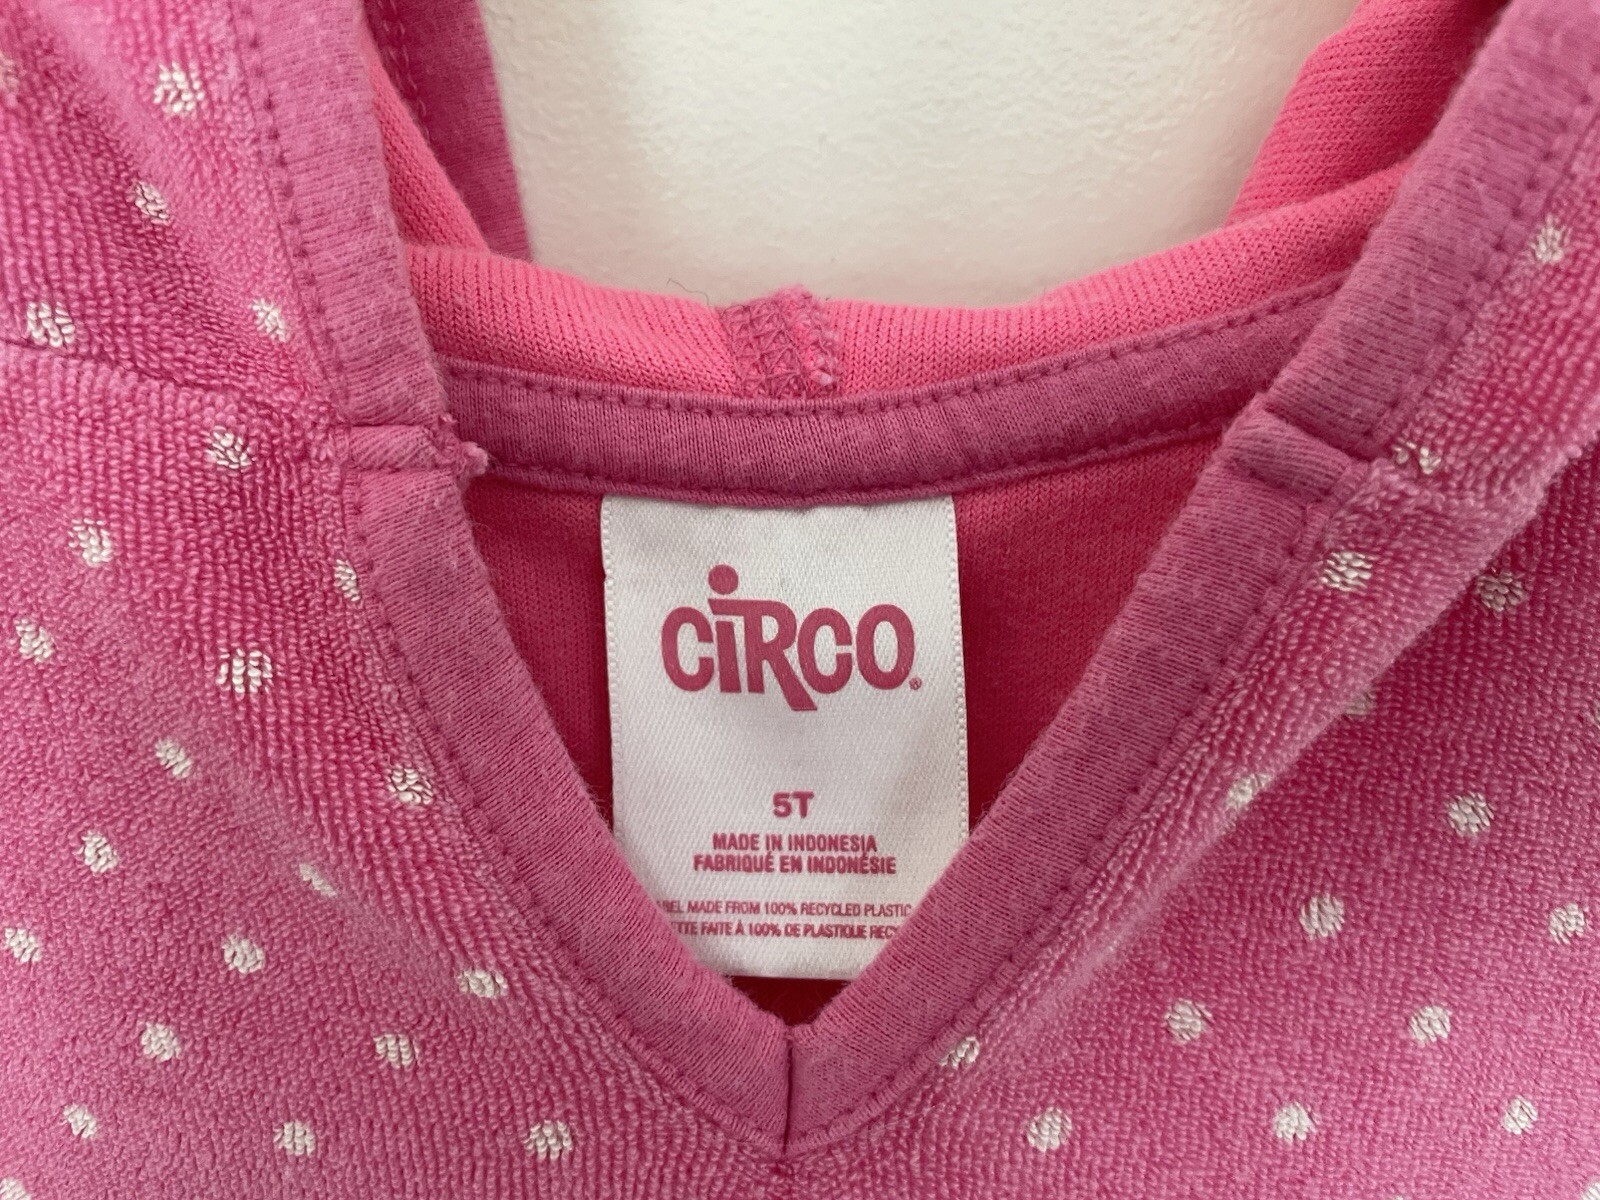 CiRCO®
5T
MADE IN INDONESIA
FABRIQUÉ EN INDONÉSIE
MADE FROM 100% RECYCLED PLASTIC
FAITE À 100% DE PLASTIQUE